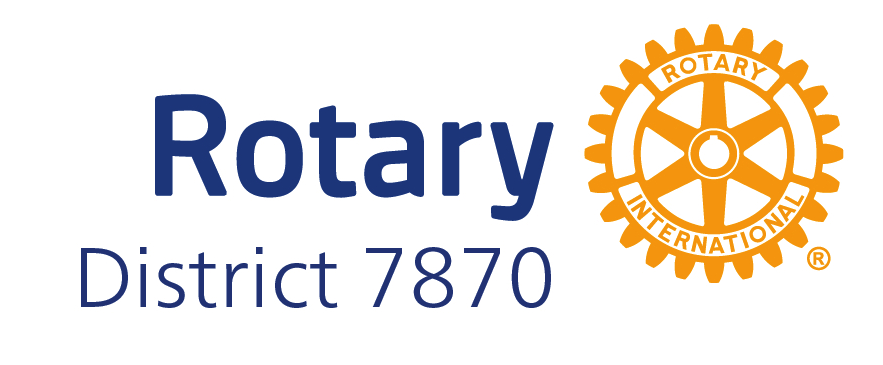 Rotary
District 7870
ROTARY
INTERNATIONAL
®